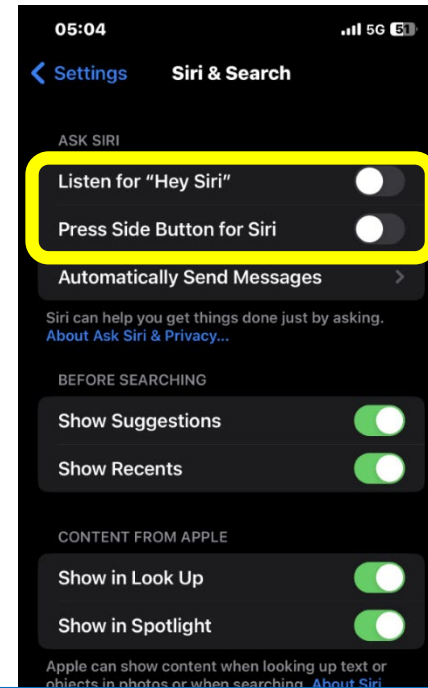 05:04 5G 51
Settings Siri & Search
ASK SIRI
Listen for “Hey Siri”
Press Side Button for Siri
Automatically Send Messages
Siri can help you get things done just by asking.
About Ask Siri & Privacy...
BEFORE SEARCHING
Show Suggestions
Show Recents
CONTENT FROM APPLE
Show in Look Up
Show in Spotlight
Apple can show content when looking up text or
objects in photos or when searching. About Siri